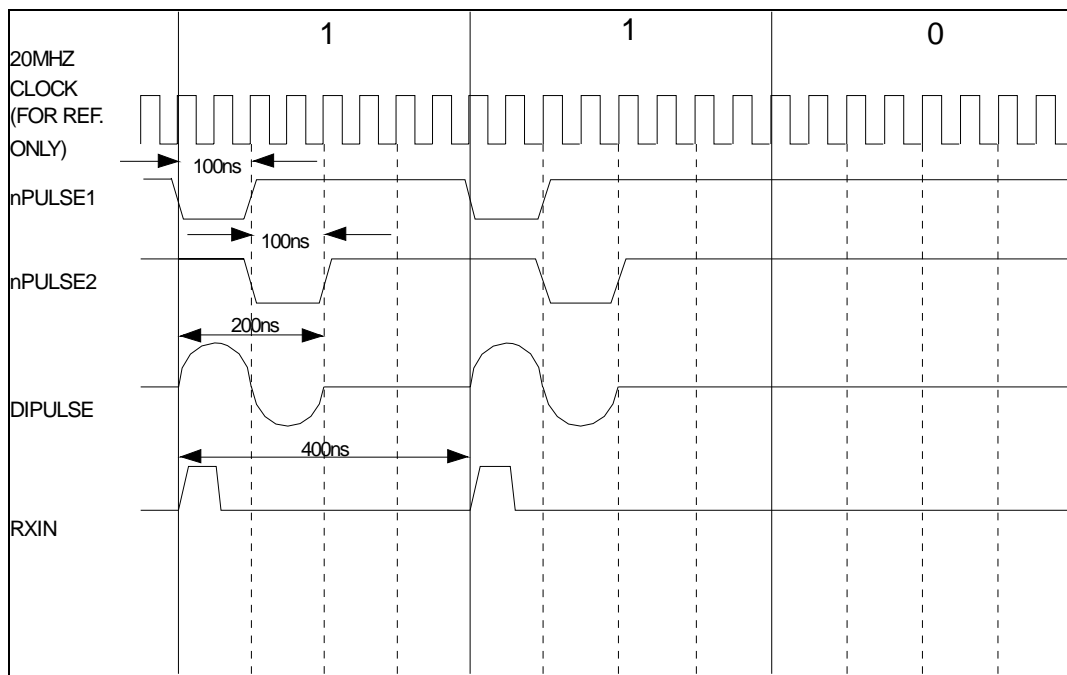 1 1 0
20MHZ
CLOCK
(FOR REF.
ONLY)
100ns
nPULSE1
100ns
nPULSE2
200ns
DIPULSE
400ns
RXIN